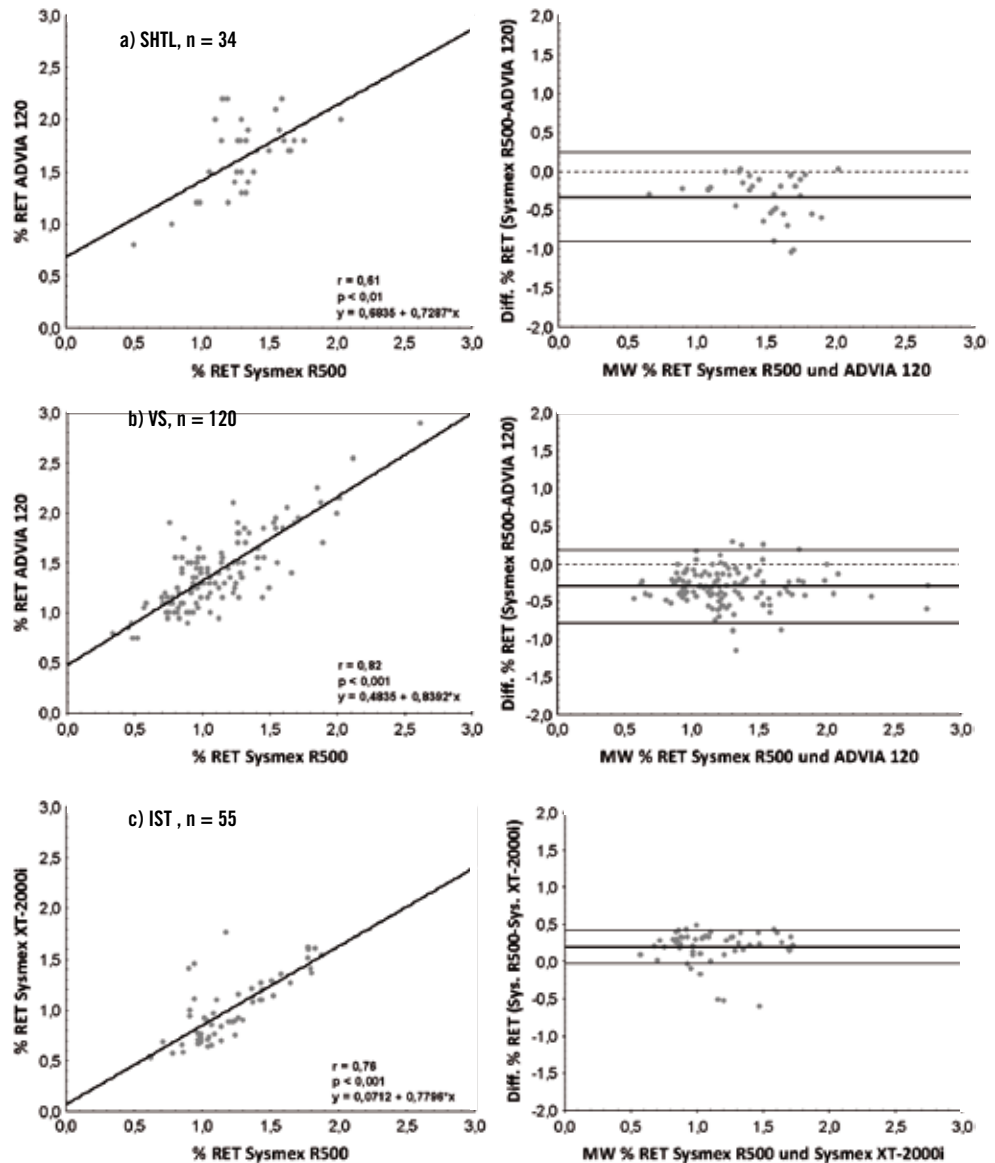 a) SHTL, n = 34
% RET ADVIA 120
3,0
2,5
2,0
1,5
1,0
0,5
0,0
r = 0,61
p < 0,01
y = 0,6835 + 0,7287*x
0,0 0,5 1,0 1,5 2,0 2,5 3,0
% RET Sysmex R500
Diff. % RET (Sysmex R500-ADVIA 120)
2,0
1,5
1,0
0,5
0,0
-0,5
-1,0
-1,5
-2,0
0,0 0,5 1,0 1,5 2,0 2,5 3,0
MW % RET Sysmex R500 und ADVIA 120
b) VS, n = 120
% RET ADVIA 120
3,0
2,5
2,0
1,5
1,0
0,5
0,0
r = 0,82
p < 0,001
y = 0,4835 + 0,8392*x
0,0 0,5 1,0 1,5 2,0 2,5 3,0
% RET Sysmex R500
Diff. % RET (Sysmex R500-ADVIA 120)
2,0
1,5
1,0
0,5
0,0
-0,5
-1,0
-1,5
-2,0
0,0 0,5 1,0 1,5 2,0 2,5 3,0
MW % RET Sysmex R500 und ADVIA 120
c) IST , n = 55
% RET Sysmex XT-2000i
3,0
2,5
2,0
1,5
1,0
0,5
0,0
r = 0,76
p < 0,001
y = 0,0712 + 0,7796*x
0,0 0,5 1,0 1,5 2,0 2,5 3,0
% RET Sysmex R500
Diff. % RET (Sys. R500-Sys. XT-2000i)
2,0
1,5
1,0
0,5
0,0
-0,5
-1,0
-1,5
-2,0
0,0 0,5 1,0 1,5 2,0 2,5 3,0
MW % RET Sysmex R500 und Sysmex XT-2000i